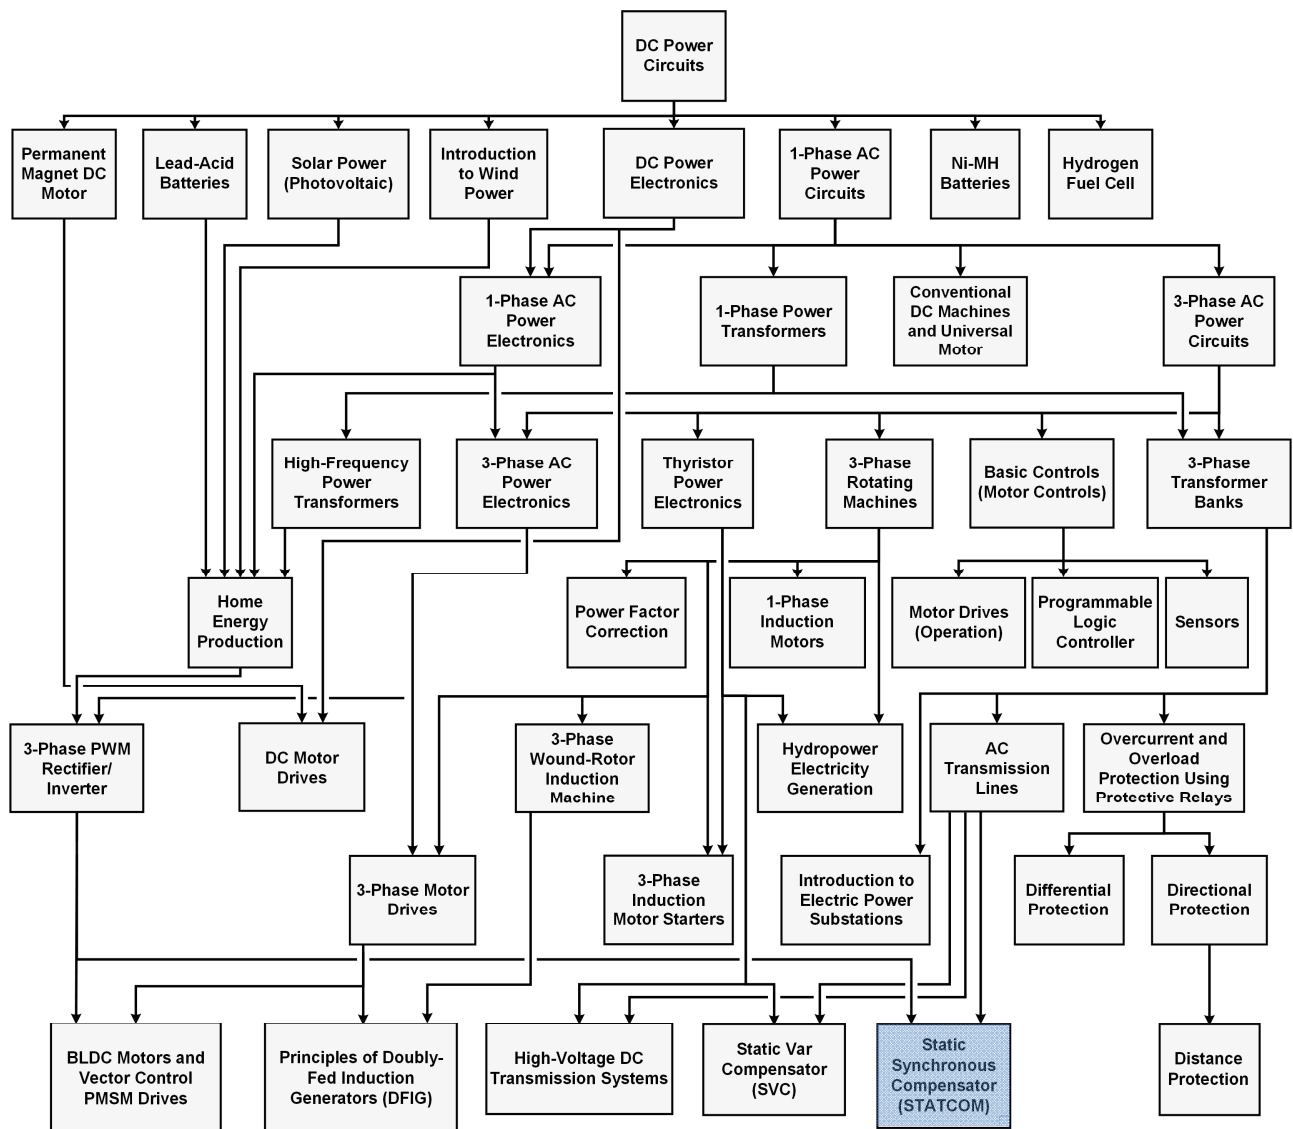 DC Power
Circuits
Permanent
Magnet DC
Motor
Lead-Acid
Batteries
Solar Power
(Photovoltaic)
Introduction
to Wind
Power
DC Power
Electronics
1-Phase AC
Power
Circuits
Ni-MH
Batteries
Hydrogen
Fuel Cell
1-Phase AC
Power
Electronics
1-Phase Power
Transformers
Conventional
DC Machines
and Universal
Motor
3-Phase AC
Power
Circuits
High-Frequency
Power
Transformers
3-Phase AC
Power
Electronics
Thyristor
Power
Electronics
3-Phase
Rotating
Machines
Basic Controls
(Motor Controls)
3-Phase
Transformer
Banks
Home
Energy
Production
Power Factor
Correction
1-Phase
Induction
Motors
Motor Drives
(Operation)
Programmable
Logic
Controller
Sensors
3-Phase PWM
Rectifier/
Inverter
DC Motor
Drives
3-Phase
Wound-Rotor
Induction
Machine
Hydropower
Electricity
Generation
AC
Transmission
Lines
Overcurrent and
Overload
Protection Using
Protective Relays
3-Phase Motor
Drives
3-Phase
Induction
Motor Starters
Introduction to
Electric Power
Substations
Differential
Protection
Directional
Protection
BLDC Motors and
Vector Control
PMSM Drives
Principles of Doubly-
Fed Induction
Generators (DFIG)
High-Voltage DC
Transmission Systems
Static Var
Compensator
(SVC)
Static
Synchronous
Compensator
(STATCOM)
Distance
Protection